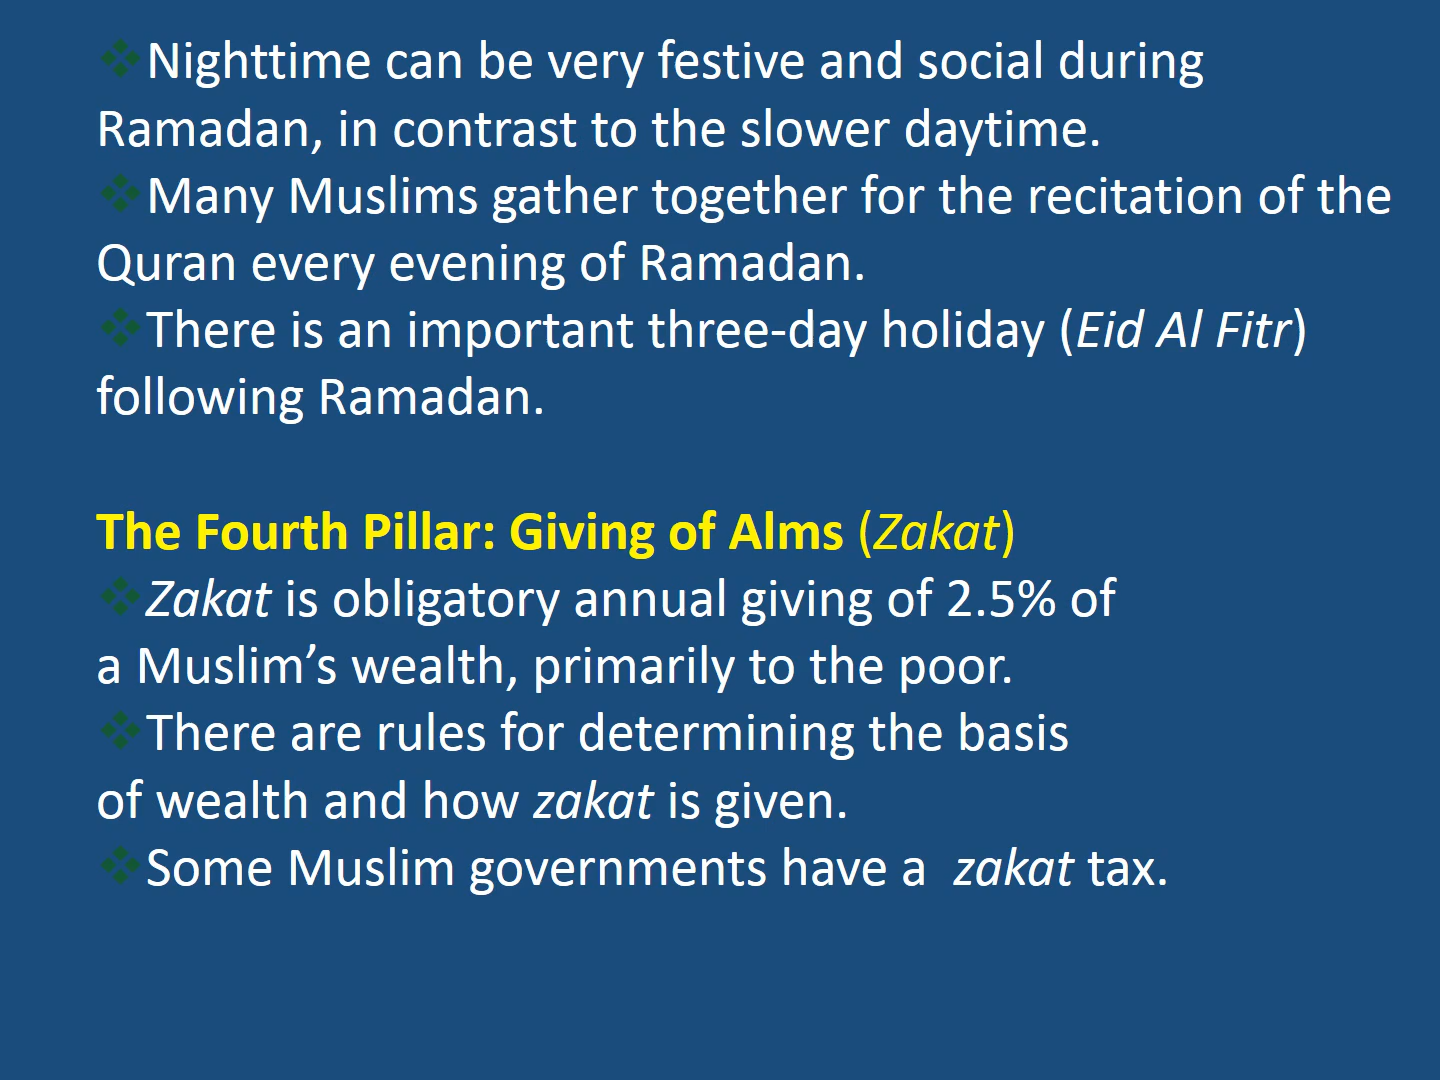 ❖Nighttime can be very festive and social during
Ramadan, in contrast to the slower daytime.
❖Many Muslims gather together for the recitation of the
Quran every evening of Ramadan.
❖There is an important three-day holiday (Eid Al Fitr)
following Ramadan.
The Fourth Pillar: Giving of Alms (Zakat)
❖Zakat is obligatory annual giving of 2.5% of
a Muslim’s wealth, primarily to the poor.
❖There are rules for determining the basis
of wealth and how zakat is given.
❖Some Muslim governments have a  zakat tax.